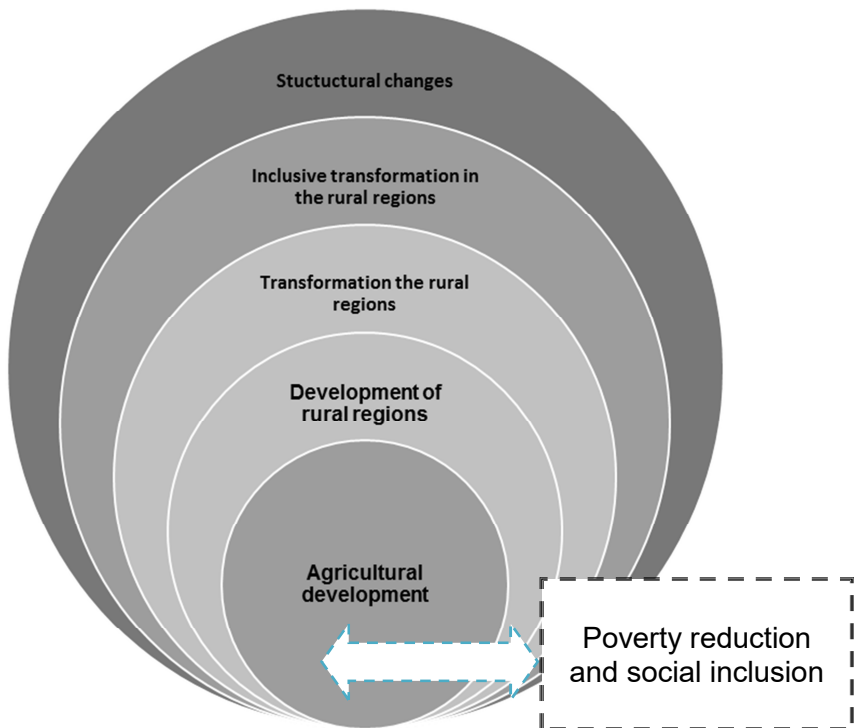 Stuctuctural changes
Inclusive transformation in
the rural regions
Transformation the rural
regions
Development of
rural regions
Agricultural
development
Poverty reduction
and social inclusion